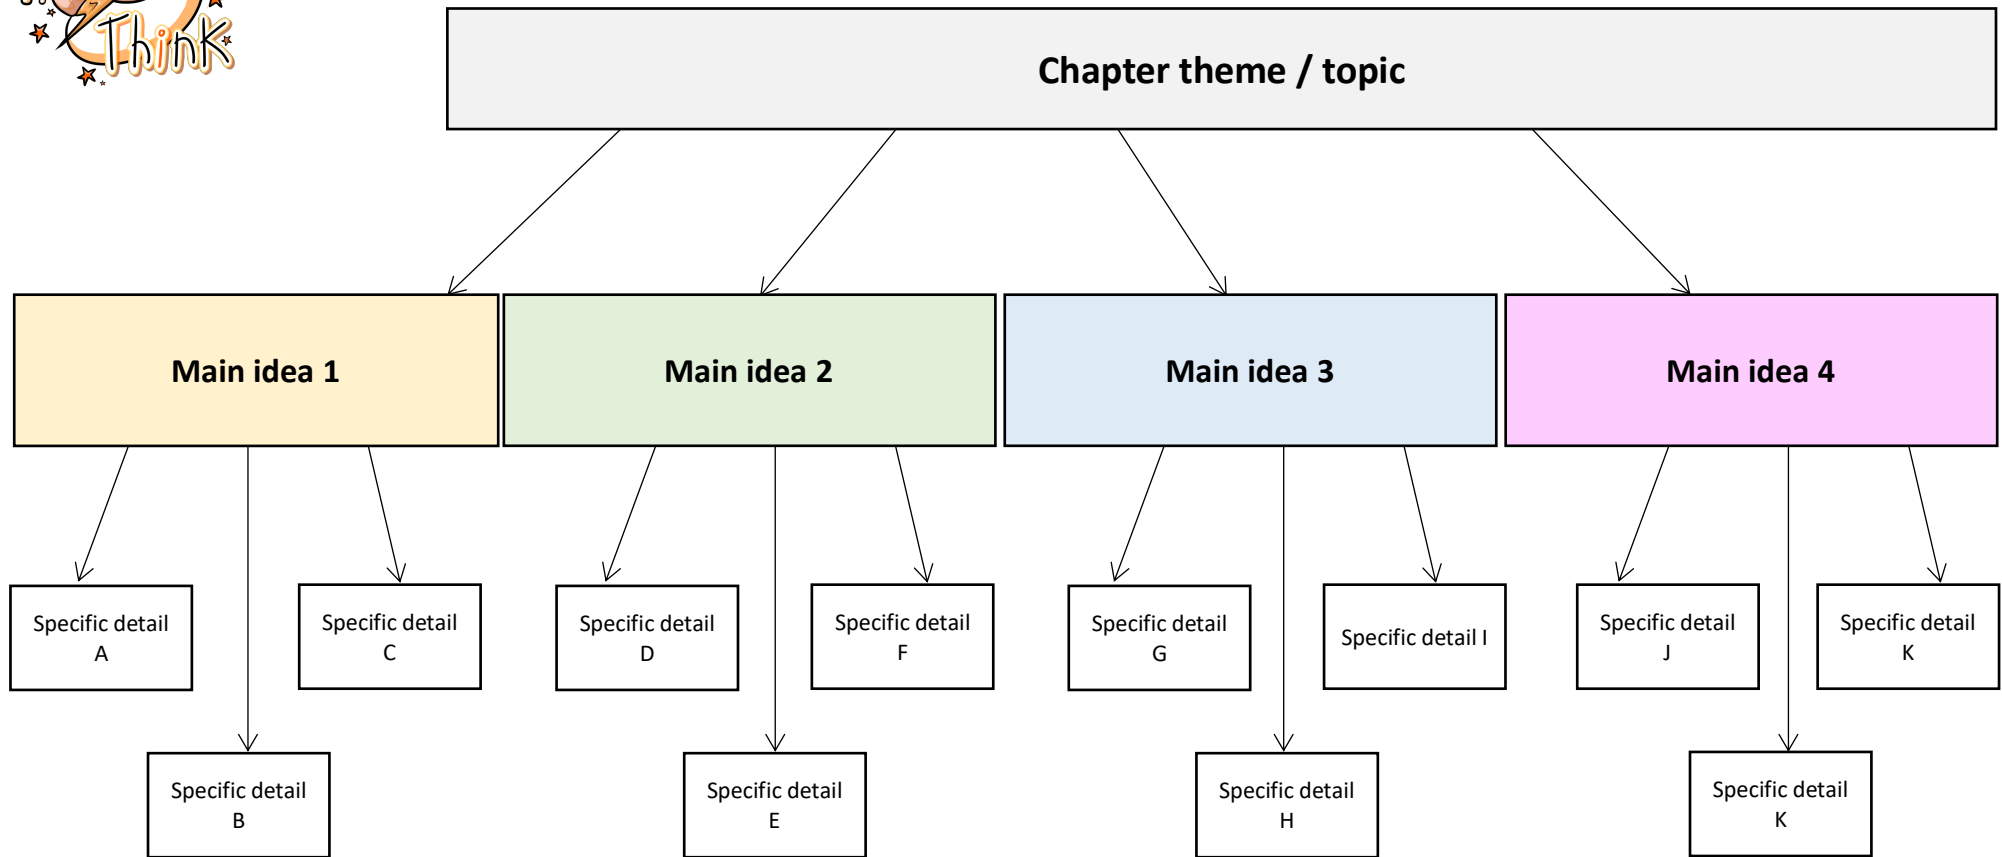 Think
Chapter theme / topic
Main idea 1
Main idea 2
Main idea 3
Main idea 4
Specific detail
A
Specific detail
C
Specific detail
D
Specific detail
F
Specific detail
G
Specific detail I
Specific detail
J
Specific detail
K
Specific detail
B
Specific detail
E
Specific detail
H
Specific detail
K